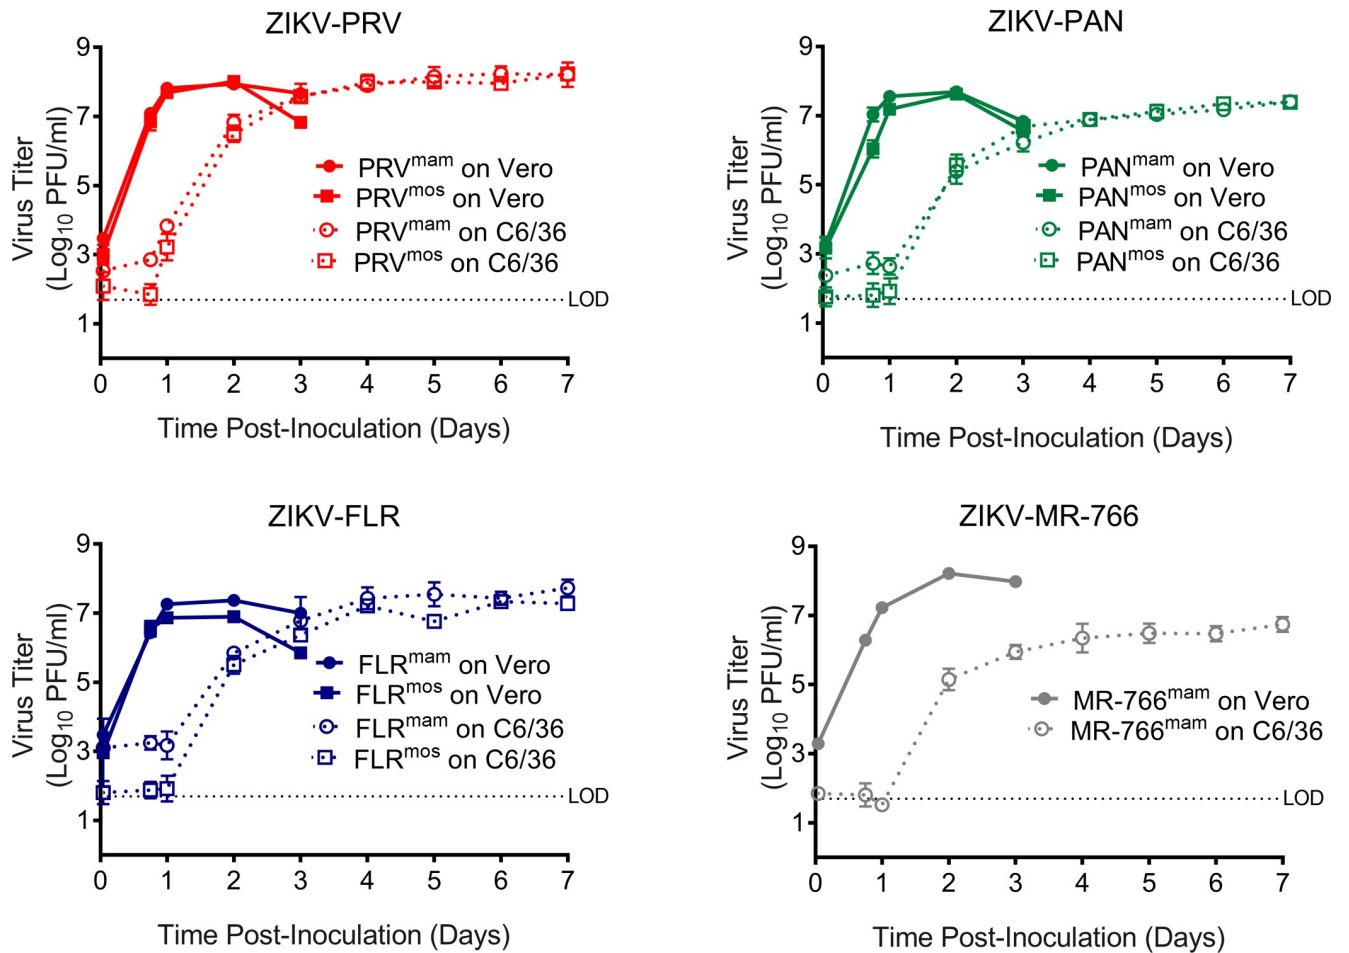 ZIKV-PRV
9
7
5
3
1
Virus Titer
(Log10 PFU/ml)
PRVmam on Vero
PRVmos on Vero
PRVmam on C6/36
PRVmos on C6/36
LOD
0 1 2 3 4 5 6 7
Time Post-Inoculation (Days)
ZIKV-PAN
9
7
5
3
1
Virus Titer
(Log10 PFU/ml)
PANmam on Vero
PANmos on Vero
PANmam on C6/36
PANmos on C6/36
LOD
0 1 2 3 4 5 6 7
Time Post-Inoculation (Days)
ZIKV-FLR
9
7
5
3
1
Virus Titer
(Log10 PFU/ml)
FLRmam on Vero
FLRmos on Vero
FLRmam on C6/36
FLRmos on C6/36
LOD
0 1 2 3 4 5 6 7
Time Post-Inoculation (Days)
ZIKV-MR-766
9
7
5
3
1
Virus Titer
(Log10 PFU/ml)
MR-766mam on Vero
MR-766mam on C6/36
LOD
0 1 2 3 4 5 6 7
Time Post-Inoculation (Days)